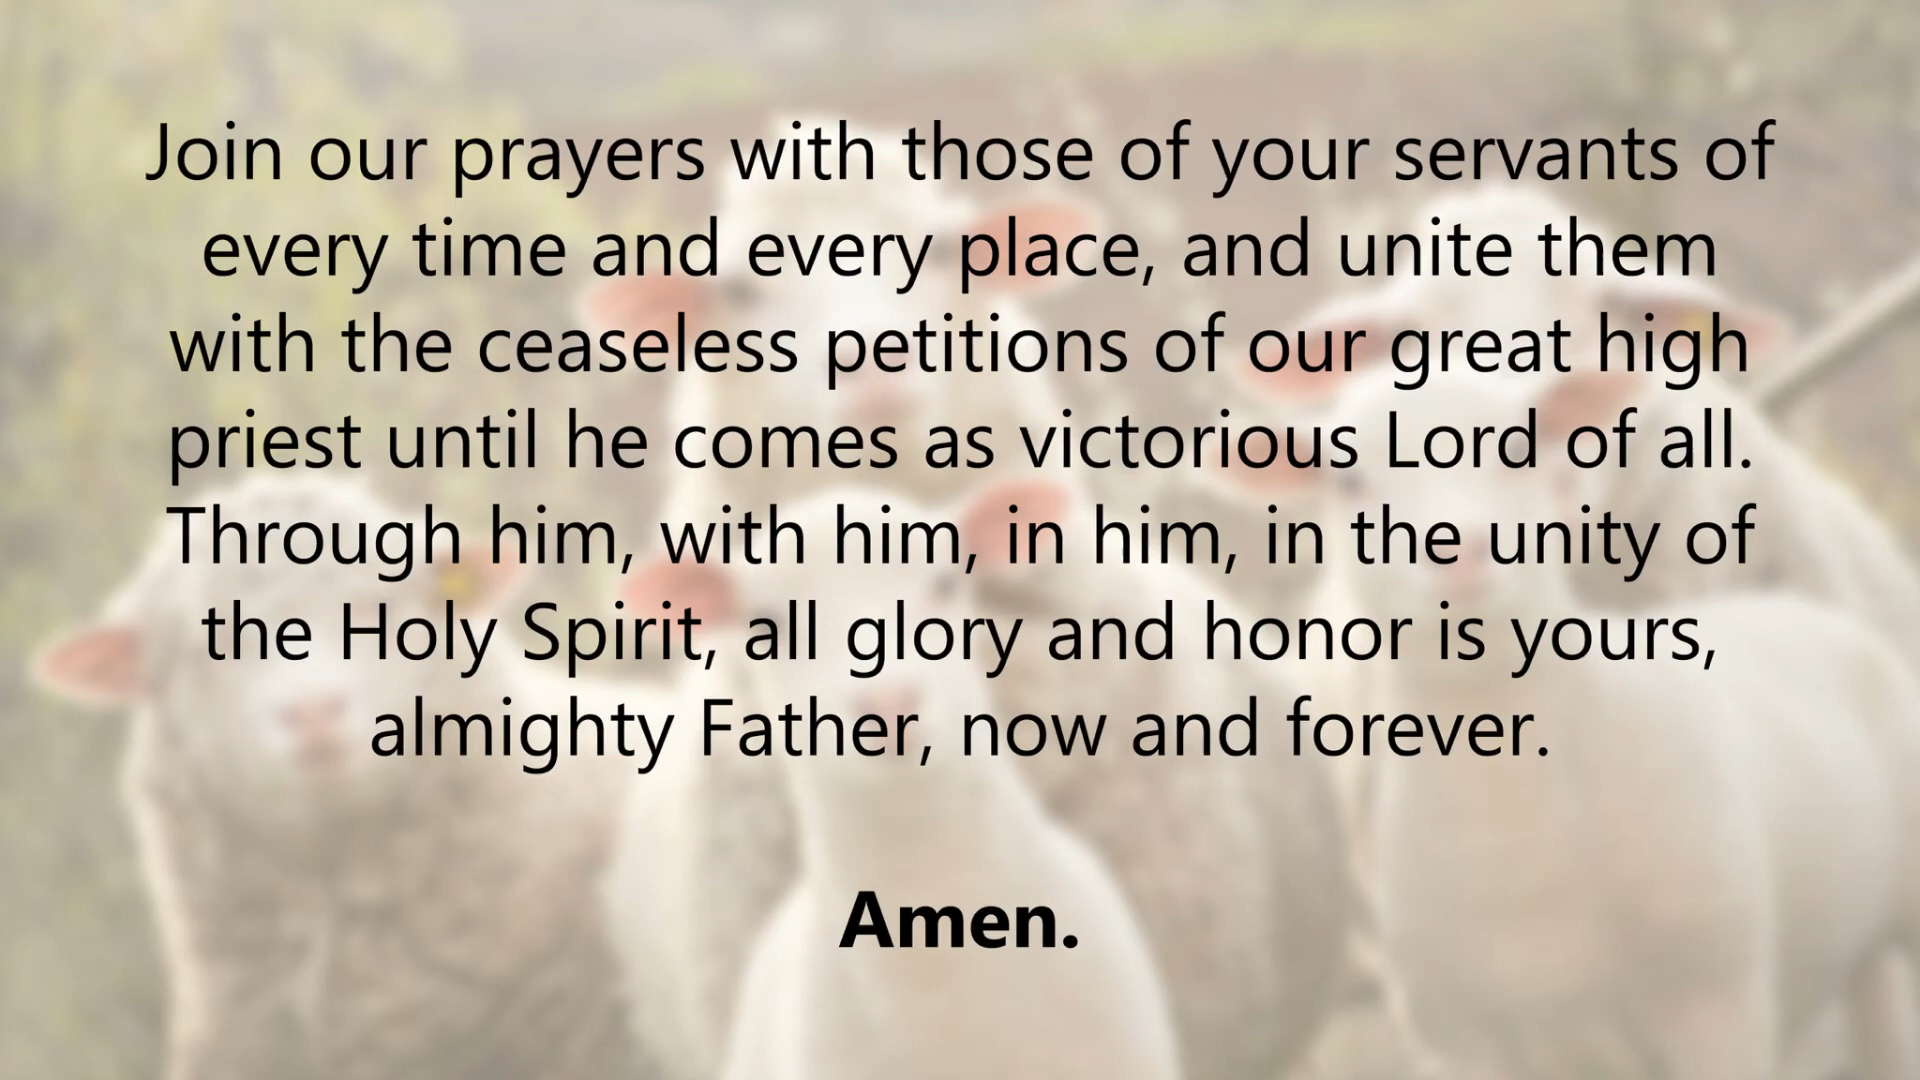 Join our prayers with those of your servants of
every time and every place, and unite them
with the ceaseless petitions of our great high
priest until he comes as victorious Lord of all.
Through him, with him, in him, in the unity of
the Holy Spirit, all glory and honor is yours,
almighty Father, now and forever.
Amen.